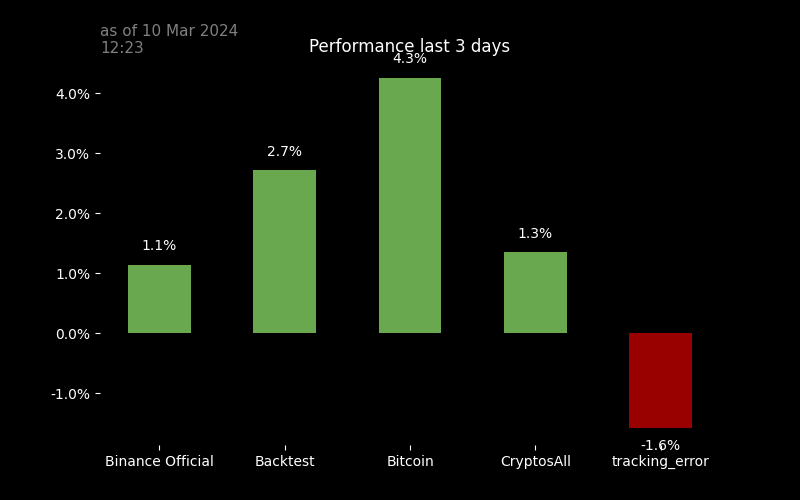 as of 10 Mar 2024
12:23
Performance last 3 days
4.3%
4.0%
3.0%
2.7%
2.0%
1.3%
1.1%
1.0%
0.0%
-1.0%
-1.6%
Binance Official
Backtest
Bitcoin
CryptosAll
tracking_error